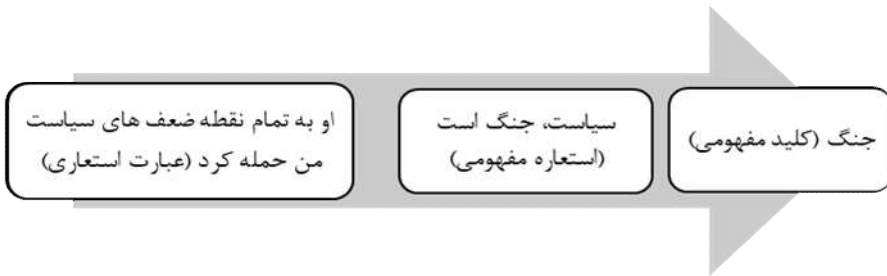 جنگ (کلید مفهومی)
سیاست، جنگ است
(استعاره مفهومی)
او به تمام نقطه ضعف های سیاست
من حمله کرد (عبارت استعاری)